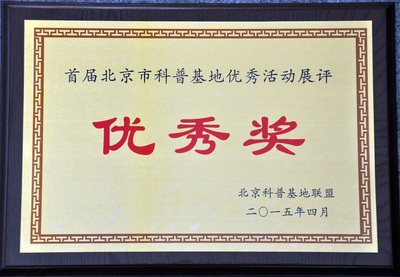 首届北京市科普基地优秀活动展评
优秀奖
北京科普基地联盟
二〇一五年四月